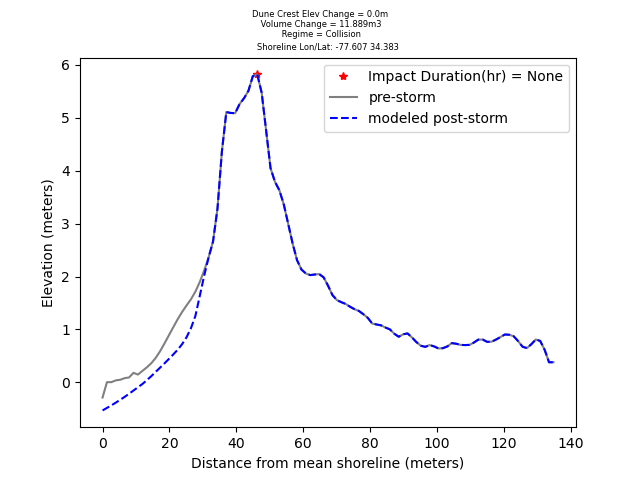 Dune Crest Elev Change = 0.0m
Volume Change = 11.889m3
Regime = Collision
Shoreline Lon/Lat: -77.607 34.383
Impact Duration(hr) = None
pre-storm
modeled post-storm
Elevation (meters)
6
5
4
3
2
1
0
0 20 40 60 80 100 120 140
Distance from mean shoreline (meters)